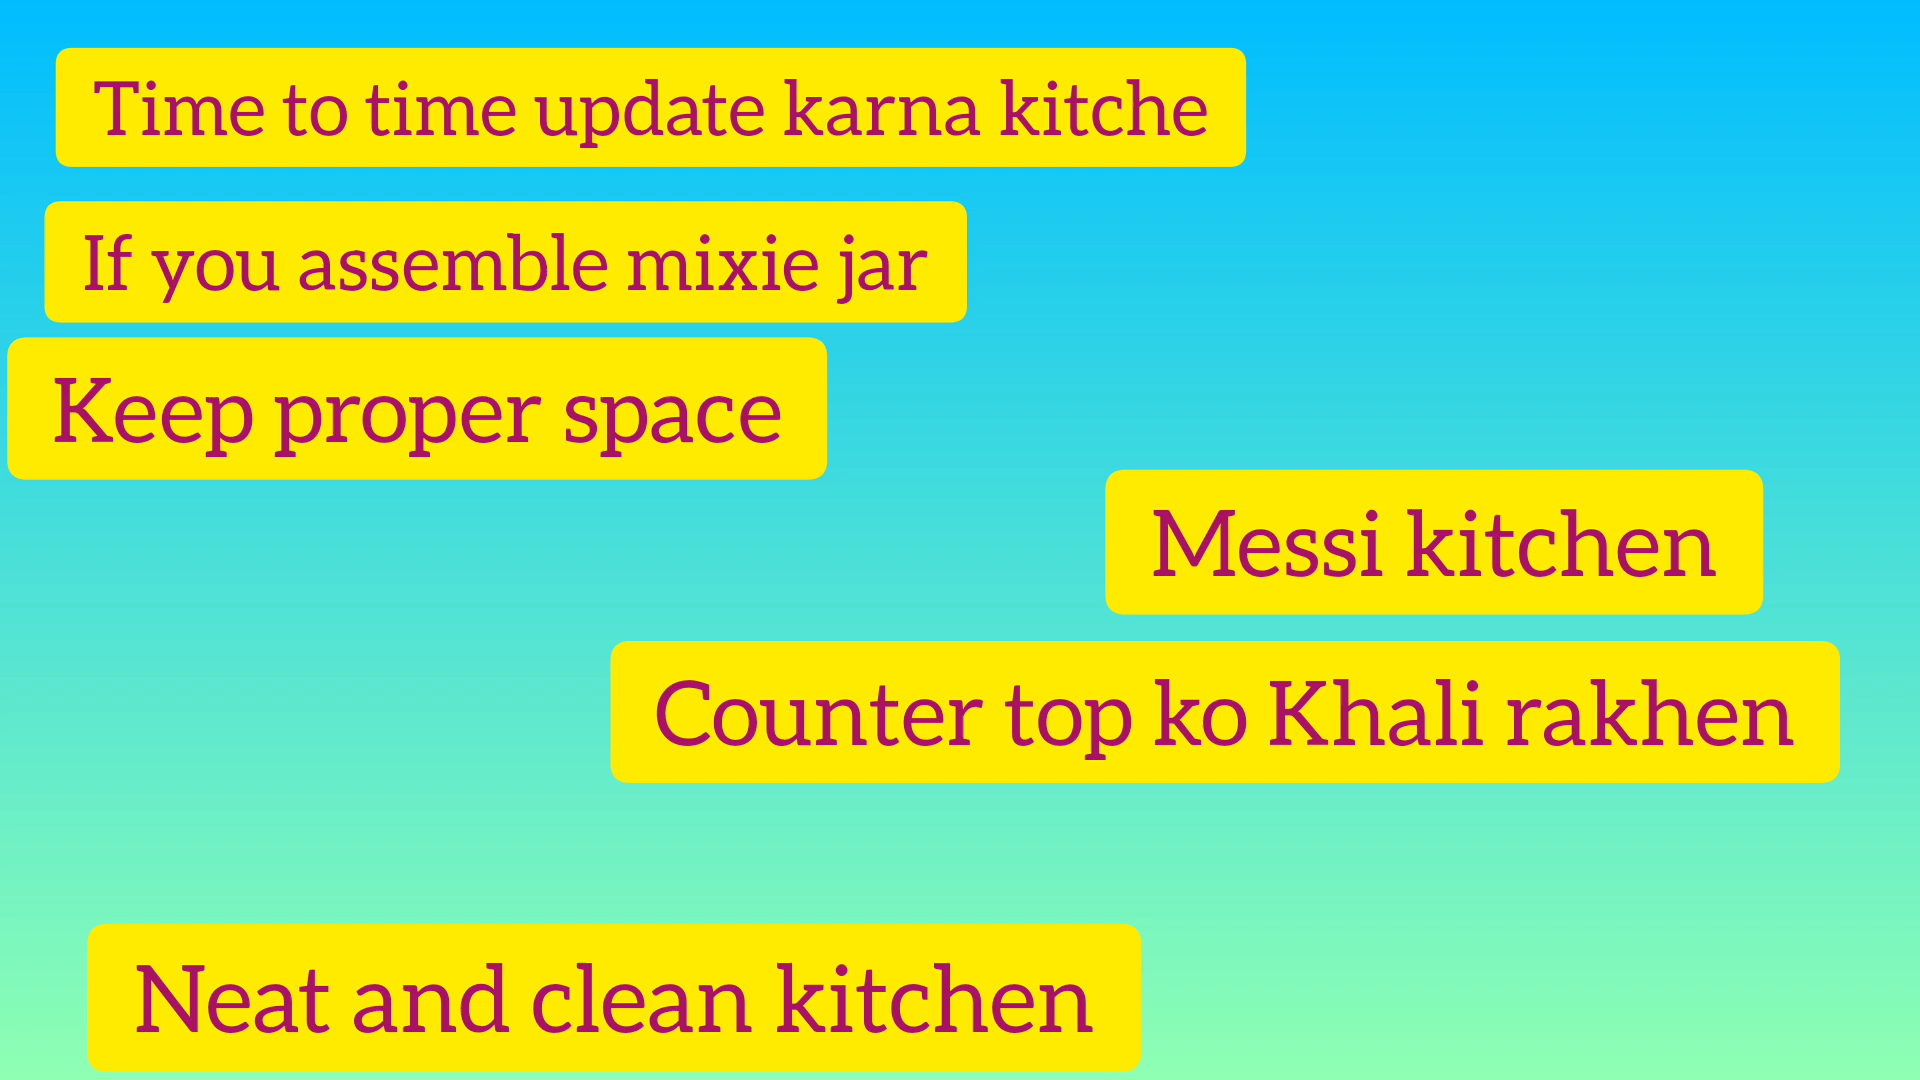 Time to time update karna kitche
If you assemble mixie jar
Keep proper space
Messi kitchen
Counter top ko Khali rakhen
Neat and clean kitchen